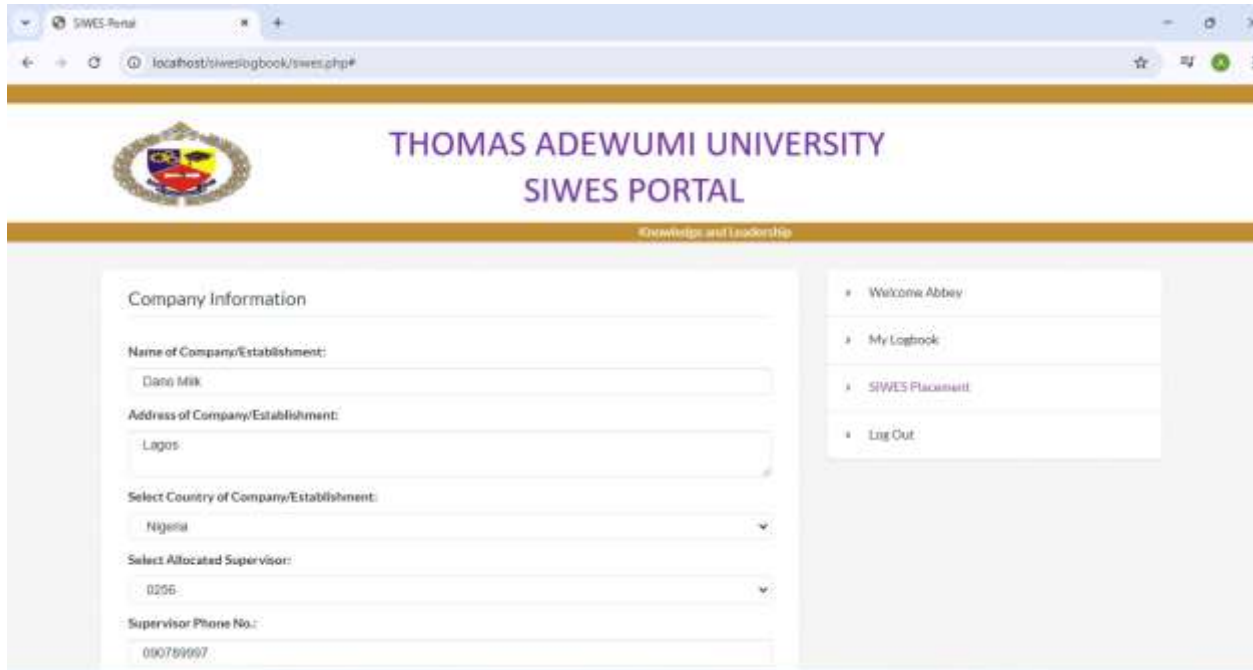 SIWES Portal
localhost/siweslogbook/siwes.php#
THOMAS ADEWUMI UNIVERSITY
SIWES PORTAL
Knowledge and Leadership
Company Information
Name of Company/Establishment:
Dano Milk
Address of Company/Establishment:
Lagos
Select Country of Company/Establishment:
Nigeria
Select Allocated Supervisor:
0256
Supervisor Phone No.:
090789997
Welcome Abbey
My Logbook
SIWES Placement
Log Out